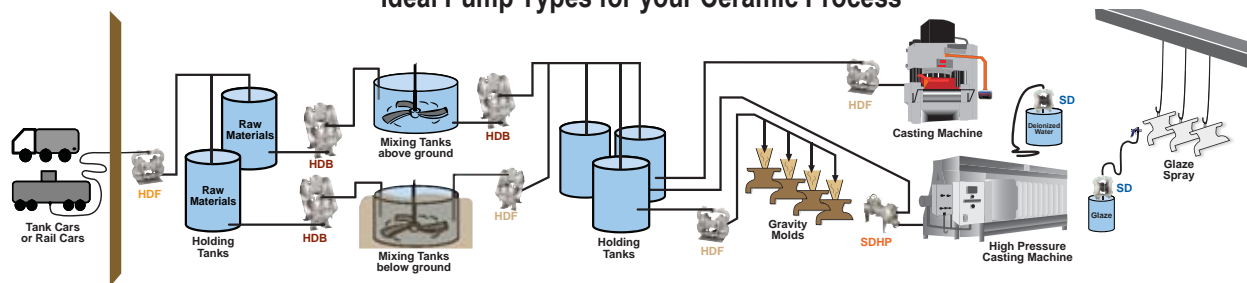 Ideal Pump Types for your Ceramic Process
Tank Cars
or Rail Cars
HDF
Raw
Materials
Raw
Materials
Holding
Tanks
HDB
HDB
Mixing Tanks
above ground
HDB
Mixing Tanks
below ground
HDF
Holding
Tanks
HDF
Gravity
Molds
HDF
Casting Machine
SDHP
High Pressure
Casting Machine
SD
Deionized
Water
SD
Glaze
Glaze
Spray